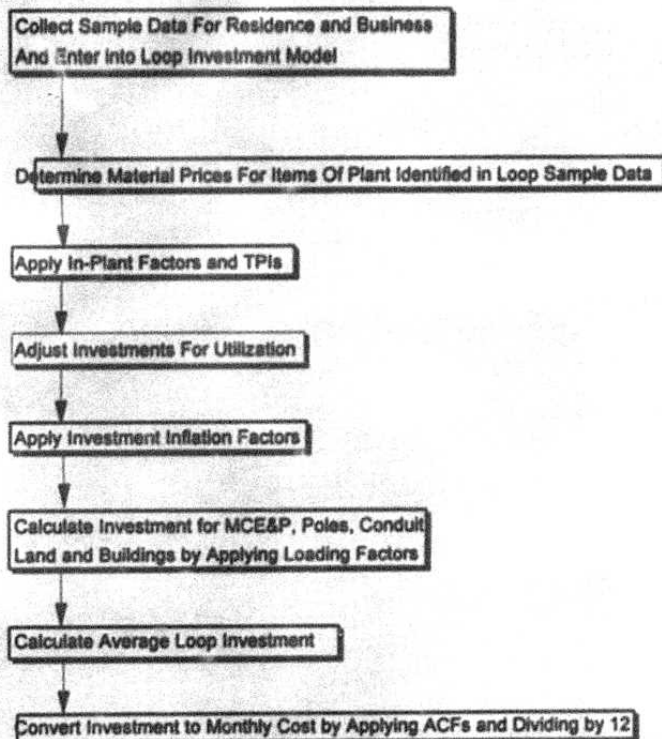 Collect Sample Data For Residence and Business
And Enter into Loop Investment Model
Determine Material Prices For Items Of Plant Identified in Loop Sample Data
Apply In-Plant Factors and TPIs
Adjust Investments For Utilization
Apply Investment Inflation Factors
Calculate Investment for MCE&P, Poles, Conduit
Land and Buildings by Applying Loading Factors
Calculate Average Loop Investment
Convert Investment to Monthly Cost by Applying ACFs and Dividing by 12